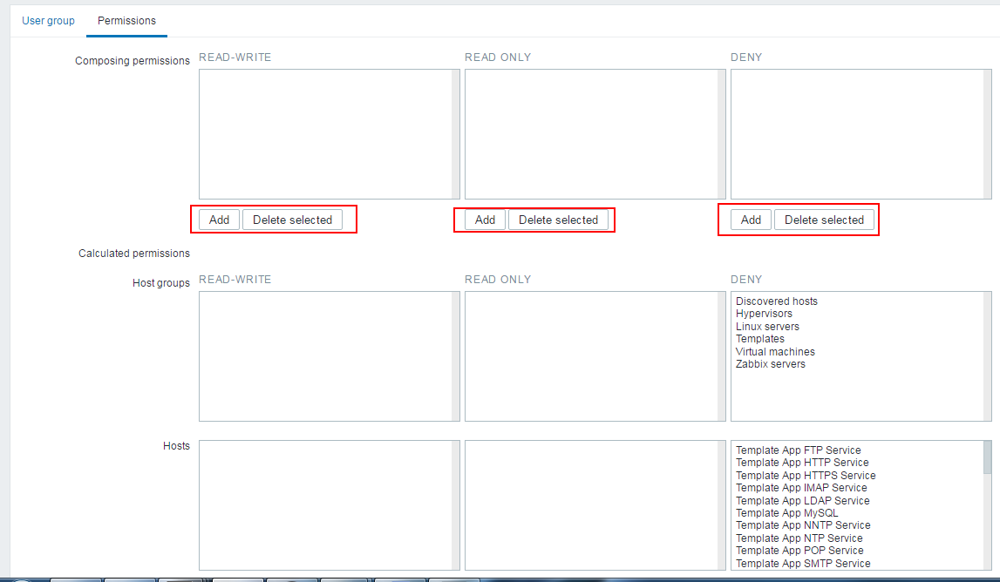 User group Permissions
Composing permissions READ-WRITE READ ONLY DENY
Add Delete selected Add Delete selected Add Delete selected
Calculated permissions
Host groups READ-WRITE READ ONLY DENY
Discovered hosts
Hypervisors
Linux servers
Templates
Virtual machines
Zabbix servers
Hosts
Template App FTP Service
Template App HTTP Service
Template App HTTPS Service
Template App IMAP Service
Template App LDAP Service
Template App MySQL
Template App NNTP Service
Template App NTP Service
Template App POP Service
Template App SMTP Service